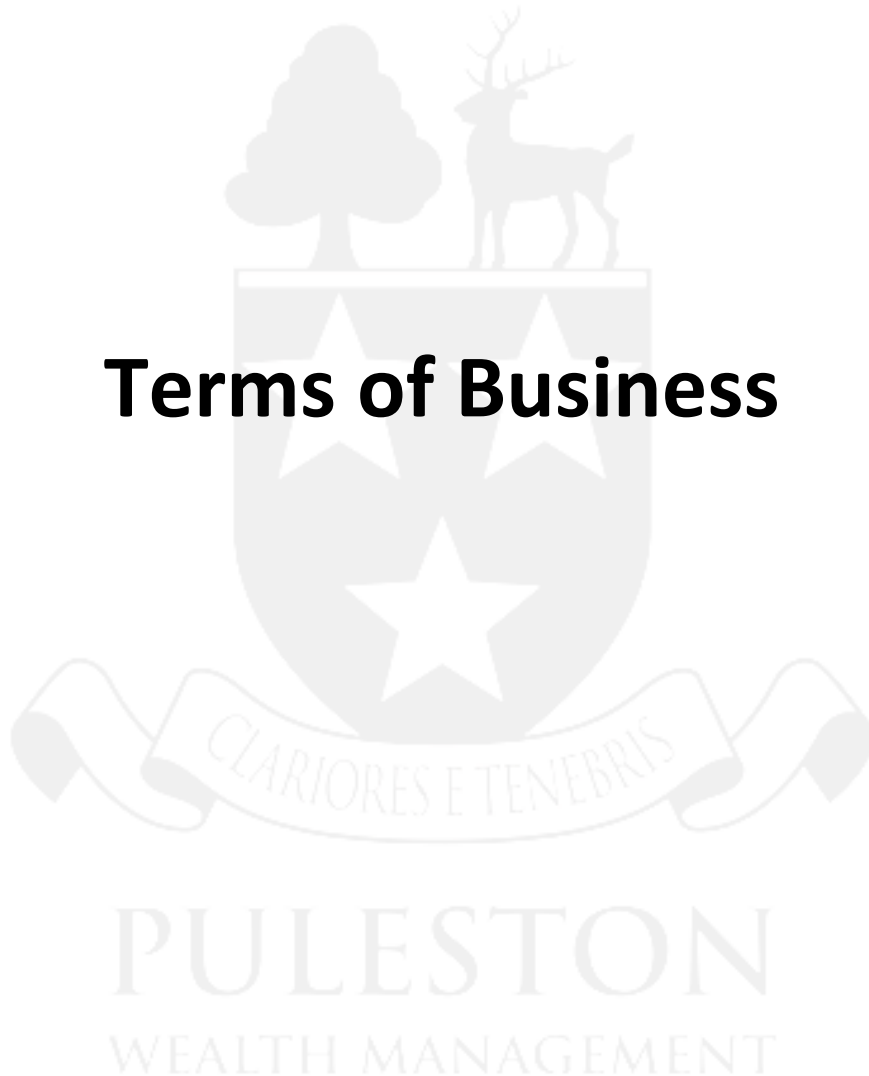 Terms of Business
CLARIORES E TENEBRIS
PULESTON
WEALTH MANAGEMENT